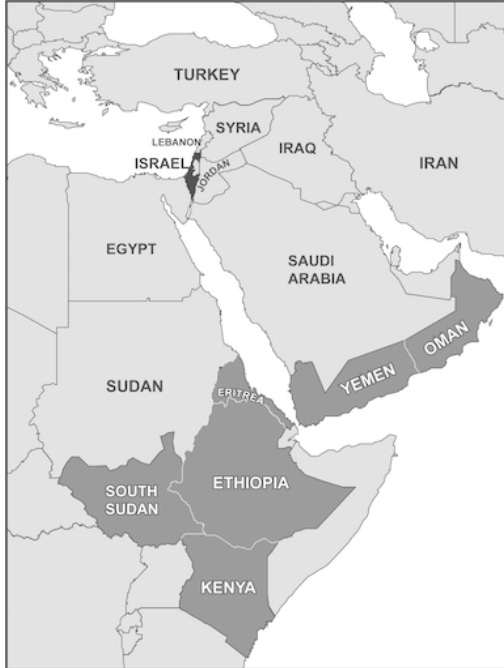 TURKEY
LEBANON
SYRIA
ISRAEL
JORDAN
IRAQ
IRAN
EGYPT
SAUDI
ARABIA
SUDAN
ERITREA
YEMEN
OMAN
SOUTH
SUDAN
ETHIOPIA
KENYA